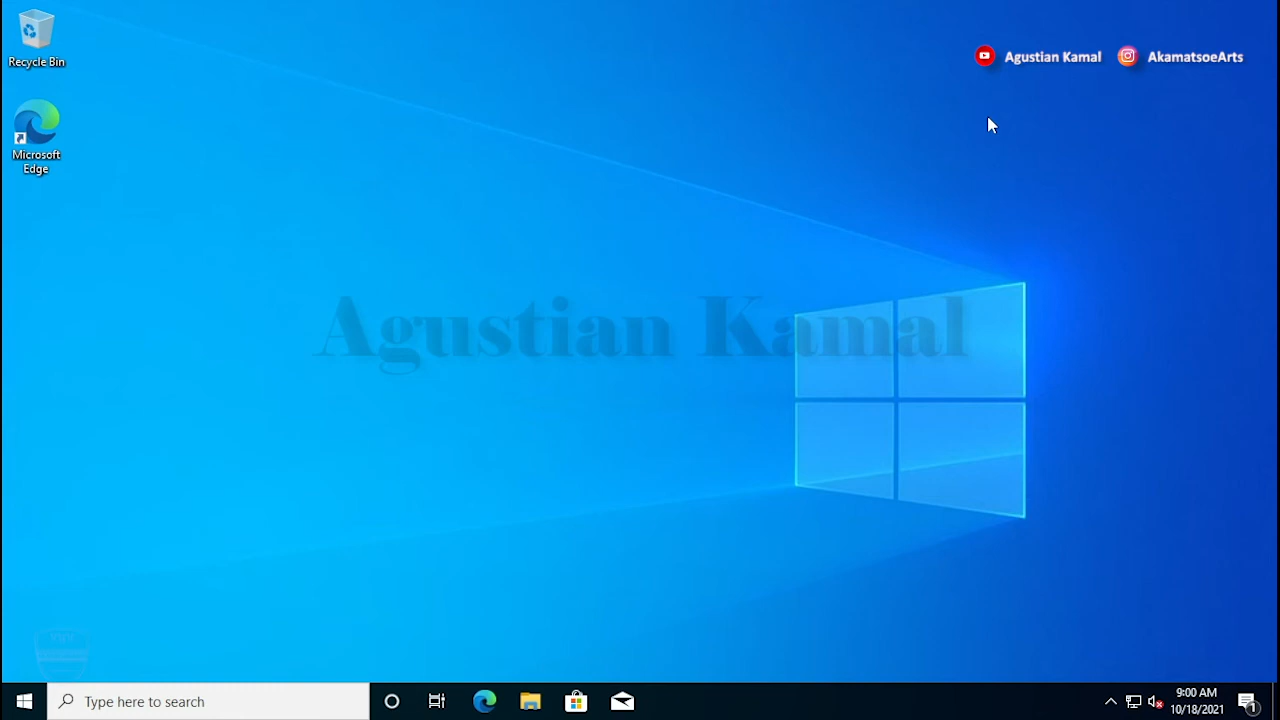 Recycle Bin
Microsoft
Edge
Agustian Kamal
AkamatsoeArts
Agustian Kamal
Type here to search
9:00 AM
10/18/2021
1